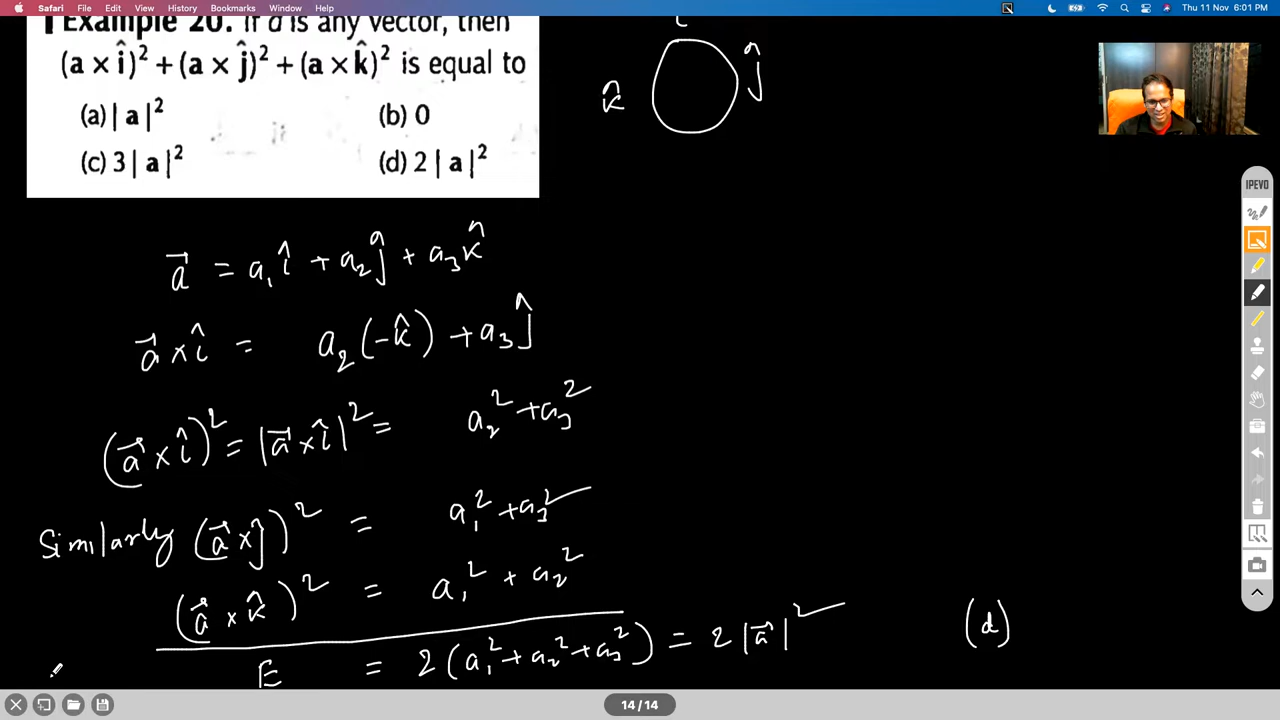 Safari File Edit View History Bookmarks Window Help Thu 11 Nov 6:01 PM
Example 20. If a is any vector, then
(a × î)² + (a × ĵ)² + (a × k̂)² is equal to
(a) | a |² (b) 0
(c) 3 | a |² (d) 2 | a |²
k̂ ĵ
IPEVO
a⃗ = a₁î + a₂ĵ + a₃k̂
a⃗ × î = a₂(-k̂) + a₃ĵ
(a⃗ × î)² = |a⃗ × î|² = a₂² + a₃²
Similarly (a⃗ × ĵ)² = a₁² + a₃²
(a⃗ × k̂)² = a₁² + a₂²
E = 2(a₁² + a₂² + a₃²) = 2|a⃗|² (d)
14 / 14